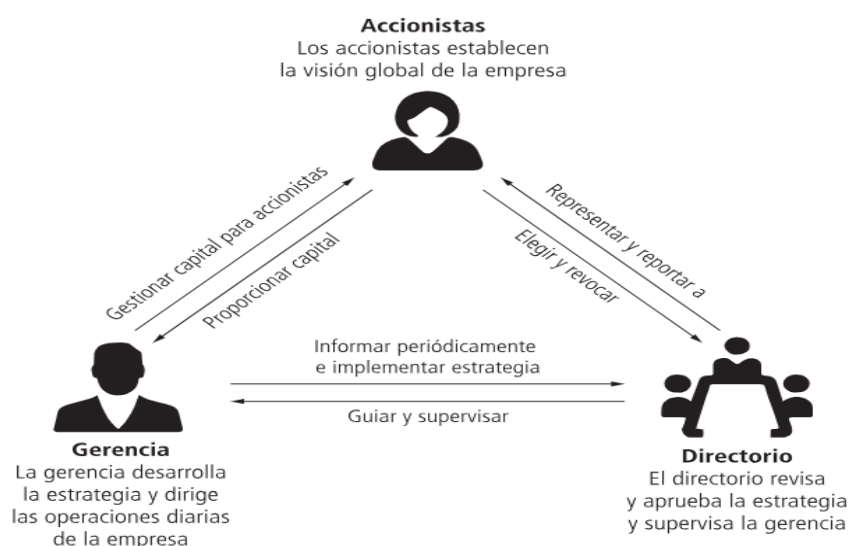 Accionistas
Los accionistas establecen
la visión global de la empresa
Gestionar capital para accionistas
Proporcionar capital
Representar y reportar a
Elegir y revocar
Informar periódicamente
e implementar estrategia
Guiar y supervisar
Gerencia
La gerencia desarrolla
la estrategia y dirige
las operaciones diarias
de la empresa
Directorio
El directorio revisa
y aprueba la estrategia
y supervisa la gerencia